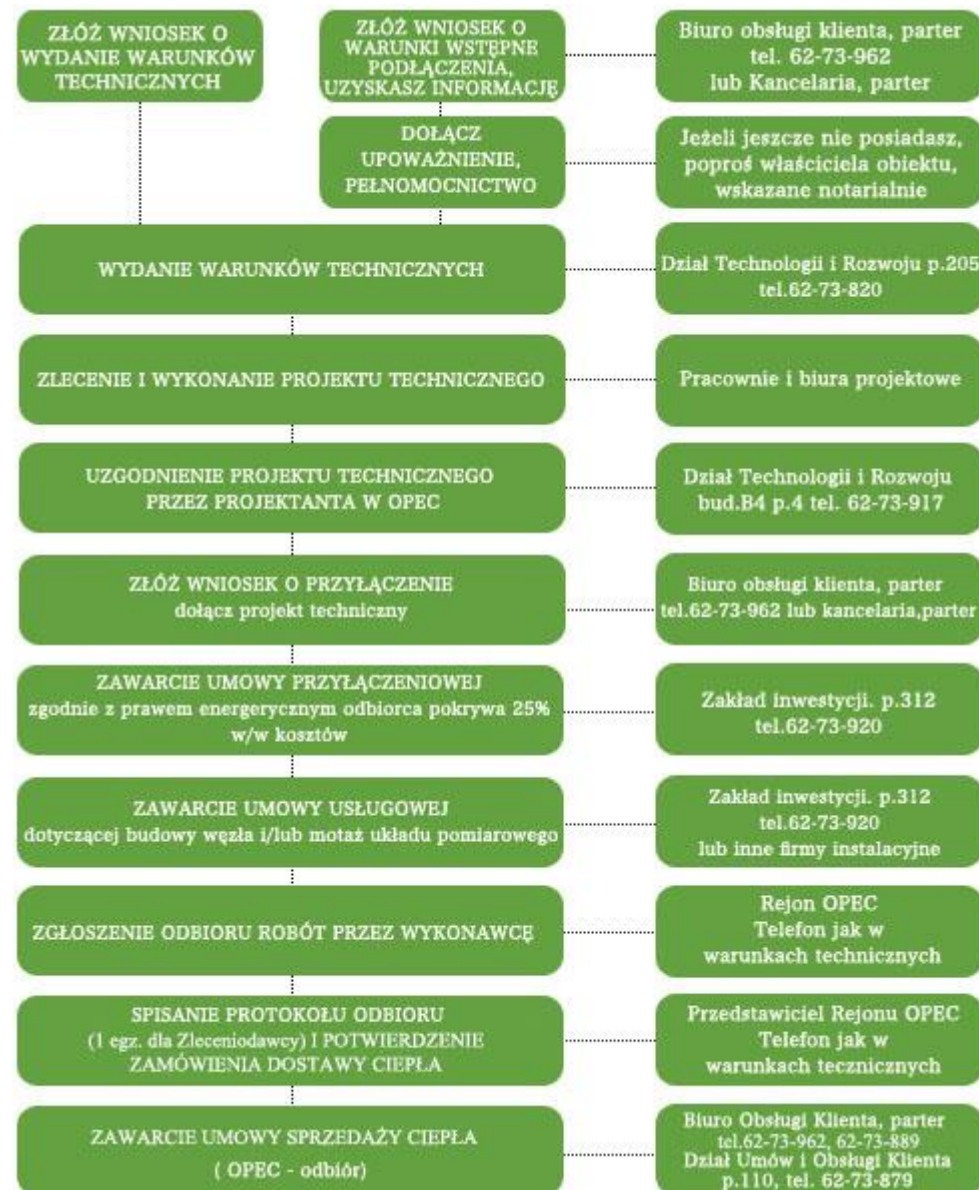 ZŁÓŻ WNIOSEK O
WYDANIE WARUNKÓW
TECHNICZNYCH
ZŁÓŻ WNIOSEK O
WARUNKI WSTĘPNE
PODŁĄCZENIA,
UZYSKASZ INFORMACJĘ
Biuro obsługi klienta, parter
tel. 62-73-962
lub Kancelaria, parter
DOŁĄCZ
UPOWAŻNIENIE,
PEŁNOMOCNICTWO
Jeżeli jeszcze nie posiadasz,
poproś właściciela obiektu,
wskazane notarialnie
WYDANIE WARUNKÓW TECHNICZNYCH
Dział Technologii i Rozwoju p.205
tel.62-73-820
ZLECENIE I WYKONANIE PROJEKTU TECHNICZNEGO
Pracownie i biura projektowe
UZGODNIENIE PROJEKTU TECHNICZNEGO
PRZEZ PROJEKTANTA W OPEC
Dział Technologii i Rozwoju
bud.B4 p.4 tel. 62-73-917
ZŁÓŻ WNIOSEK O PRZYŁĄCZENIE
dołącz projekt techniczny
Biuro obsługi klienta, parter
tel.62-73-962 lub kancelaria,parter
ZAWARCIE UMOWY PRZYŁĄCZENIOWEJ
zgodnie z prawem energerycznym odbiorca pokrywa 25%
w/w kosztów
Zakład inwestycji. p.312
tel.62-73-920
ZAWARCIE UMOWY USŁUGOWEJ
dotyczącej budowy węzła i/lub motaż układu pomiarowego
Zakład inwestycji. p.312
tel.62-73-920
lub inne firmy instalacyjne
ZGŁOSZENIE ODBIORU ROBÓT PRZEZ WYKONAWCĘ
Rejon OPEC
Telefon jak w
warunkach technicznych
SPISANIE PROTOKOŁU ODBIORU
(1 egz. dla Zleceniodawcy) I POTWIERDZENIE
ZAMÓWIENIA DOSTAWY CIEPŁA
Przedstawiciel Rejonu OPEC
Telefon jak w
warunkach tecznicznych
ZAWARCIE UMOWY SPRZEDAŻY CIEPŁA
( OPEC - odbiór)
Biuro Obsługi Klienta, parter
tel.62-73-962, 62-73-889
Dział Umów i Obsługi Klienta
p.110, tel. 62-73-879